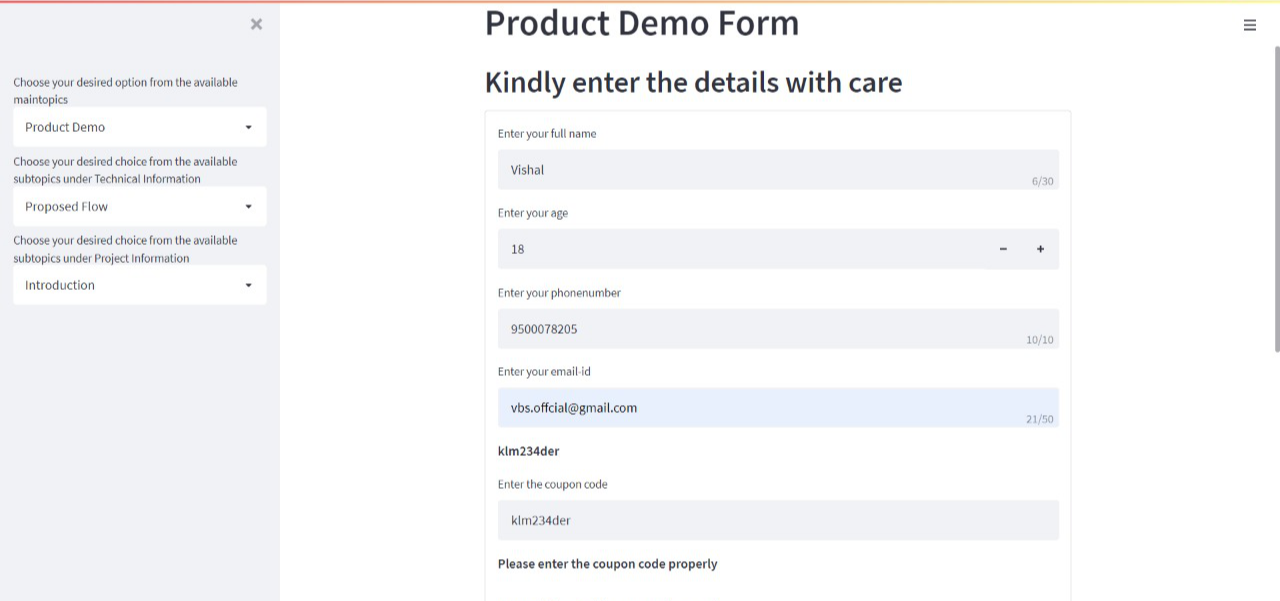 Choose your desired option from the available
maintopics
Product Demo
Choose your desired choice from the available
subtopics under Technical Information
Proposed Flow
Choose your desired choice from the available
subtopics under Project Information
Introduction
Product Demo Form
Kindly enter the details with care
Enter your full name
Vishal
6/30
Enter your age
18
Enter your phonenumber
9500078205
10/10
Enter your email-id
vbs.offcial@gmail.com
21/50
klm234der
Enter the coupon code
klm234der
Please enter the coupon code properly